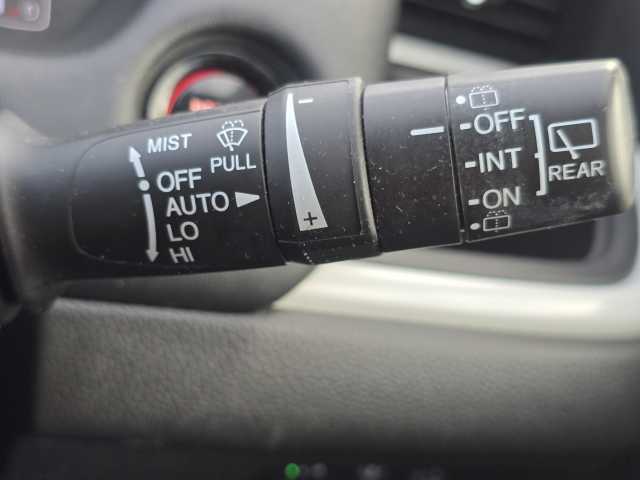 MIST
PULL
OFF
AUTO
LO
HI
-
+
OFF
INT
ON
REAR